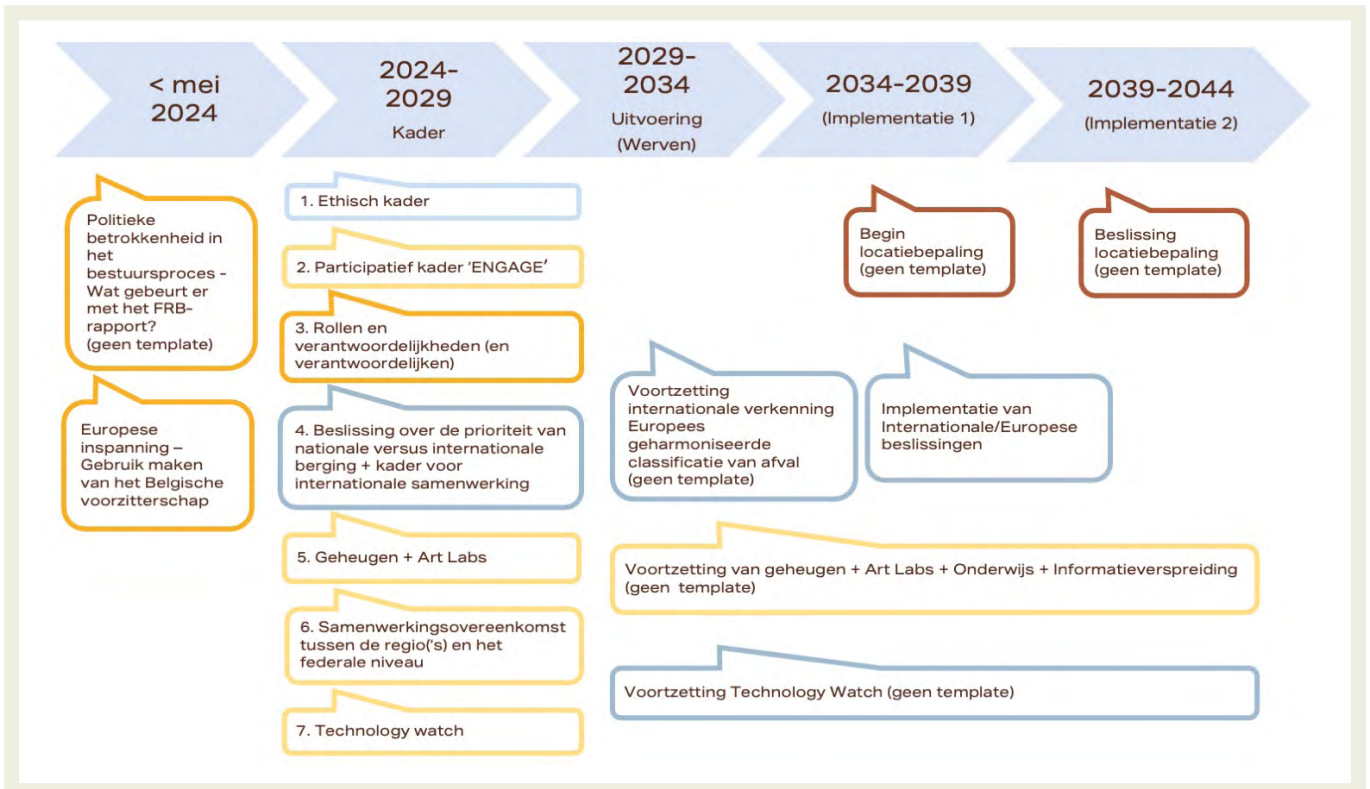 < mei
2024
2024-
2029
Kader
2029-
2034
Uitvoering
(Werven)
2034-2039
(Implementatie 1)
2039-2044
(Implementatie 2)
Politieke
betrokkenheid in
het
bestuursproces -
Wat gebeurt er
met het FRB-
rapport?
(geen template)
Europese
inspanning –
Gebruik maken
van het Belgische
voorzitterschap
1. Ethisch kader
2. Participatief kader ‘ENGAGE’
3. Rollen en
verantwoordelijkheden (en
verantwoordelijken)
4. Beslissing over de prioriteit van
nationale versus internationale
berging + kader voor
internationale samenwerking
5. Geheugen + Art Labs
6. Samenwerkingsovereenkomst
tussen de regio('s) en het
federale niveau
7. Technology watch
Voortzetting
internationale verkenning
Europees
geharmoniseerde
classificatie van afval
(geen template)
Begin
locatiebepaling
(geen template)
Beslissing
locatiebepaling
(geen template)
Implementatie van
Internationale/Europese
beslissingen
Voortzetting van geheugen + Art Labs + Onderwijs + Informatieverspreiding
(geen template)
Voortzetting Technology Watch (geen template)